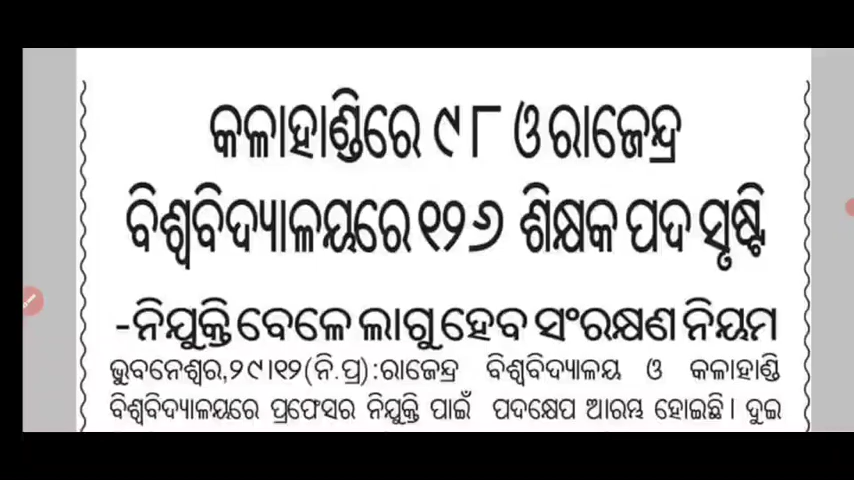 କଳାହାଣ୍ଡିରେ ୯୮ ଓ ରାଜେନ୍ଦ୍ର
ବିଶ୍ୱବିଦ୍ୟାଳୟରେ ୧୨୬ ଶିକ୍ଷକ ପଦ ସୃଷ୍ଟି
-ନିଯୁକ୍ତି ବେଳେ ଲାଗୁ ହେବ ସଂରକ୍ଷଣ ନିୟମ
ଭୁବନେଶ୍ୱର,୨୯।୧୨(ନି.ପ୍ର):ରାଜେନ୍ଦ୍ର ବିଶ୍ୱବିଦ୍ୟାଳୟ ଓ କଳାହାଣ୍ଡି
ବିଶ୍ୱବିଦ୍ୟାଳୟରେ ପ୍ରଫେସର ନିଯୁକ୍ତି ପାଇଁ ପଦକ୍ଷେପ ଆରମ୍ଭ ହୋଇଛି। ଦୁଇ